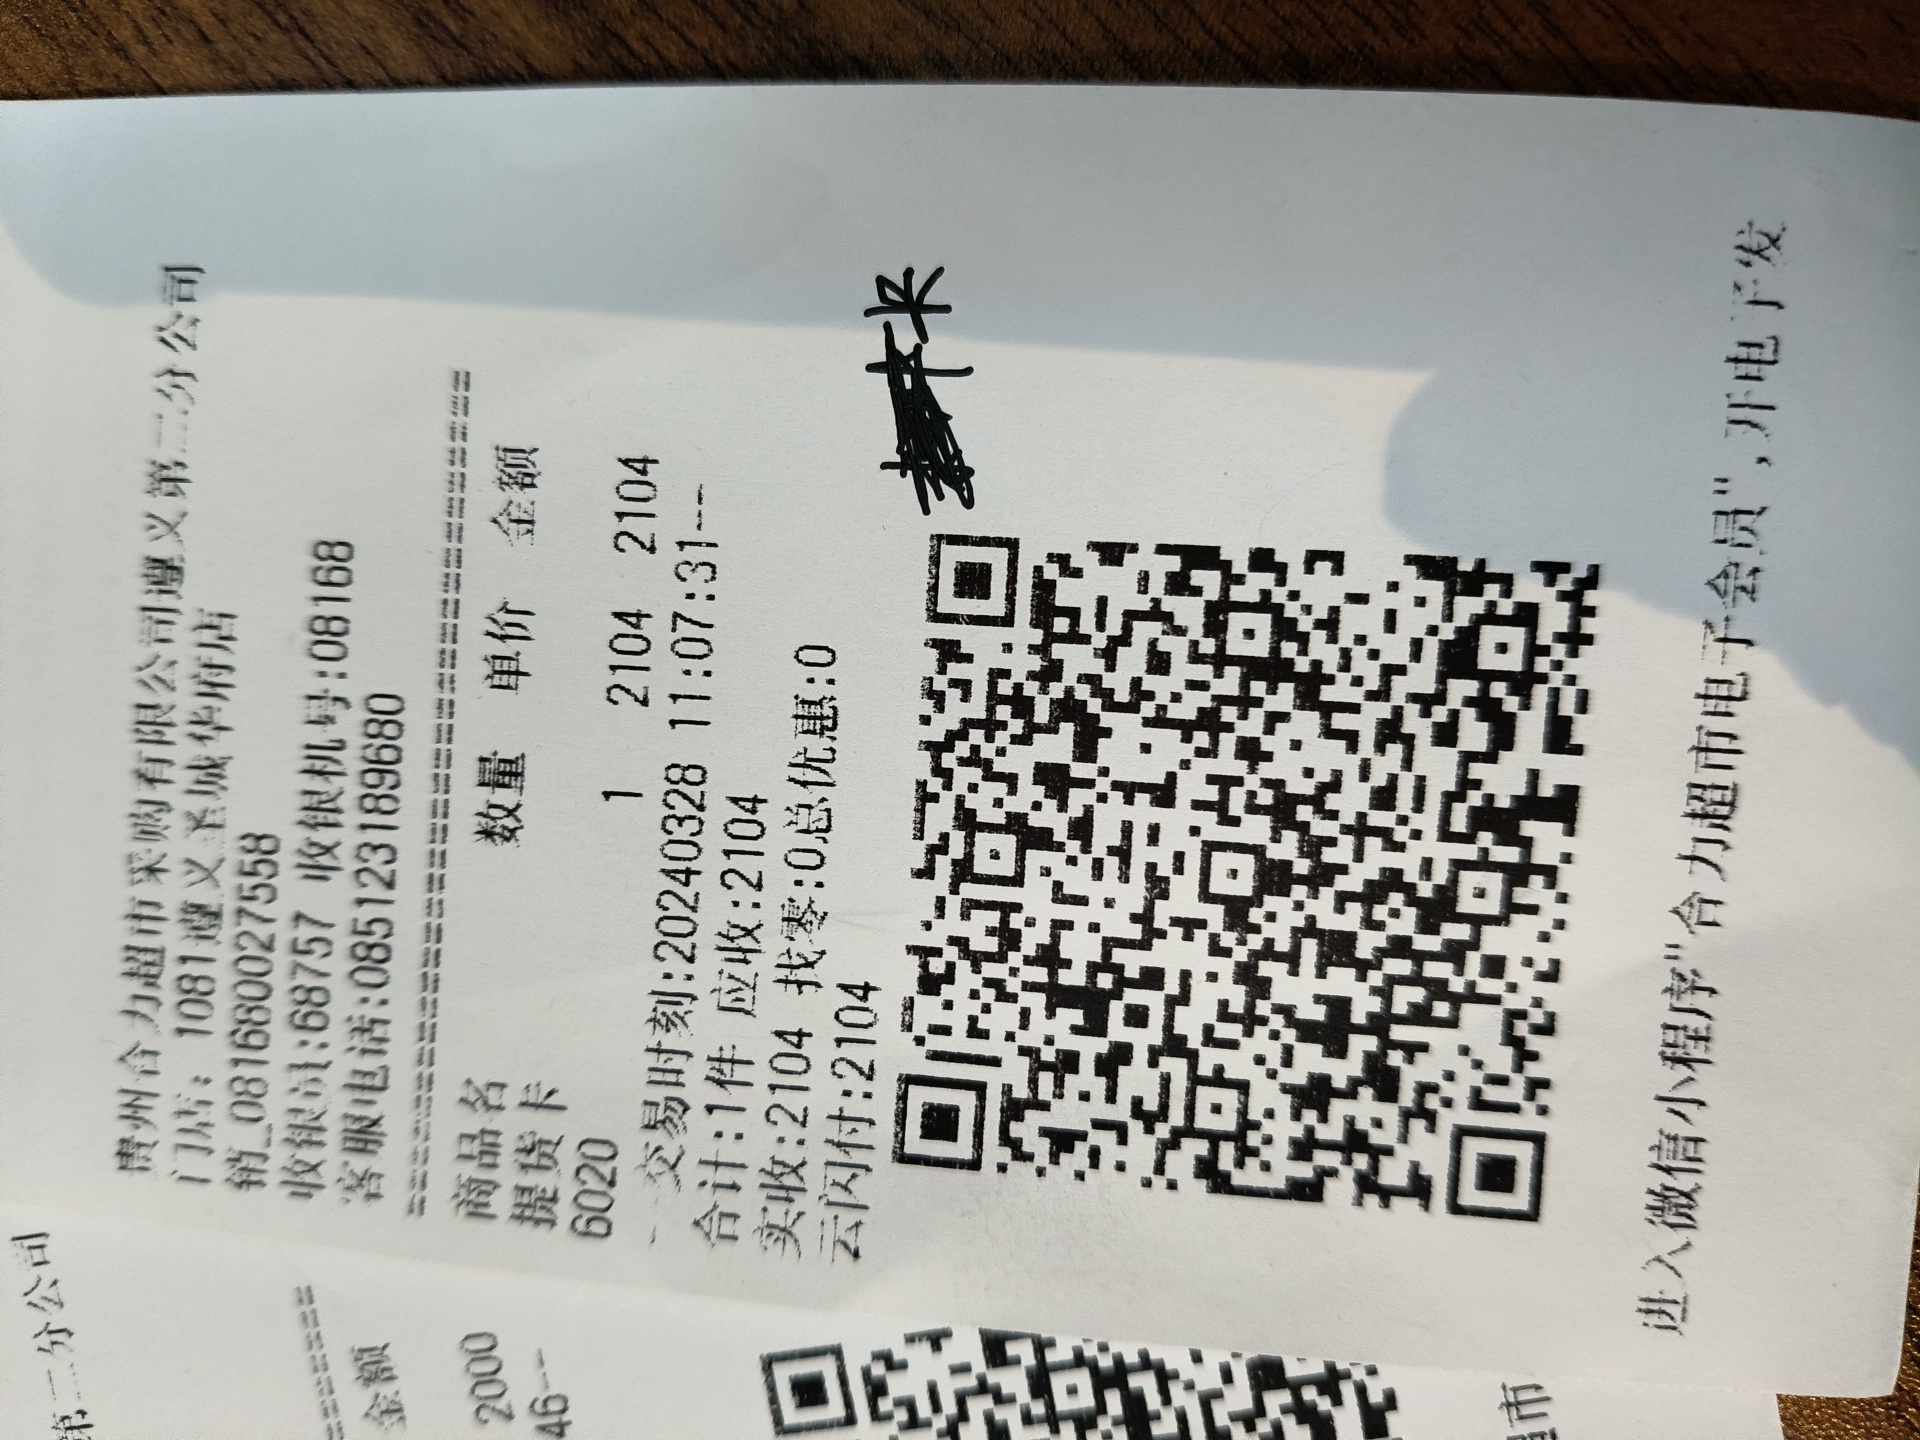 贵州合力超市采购有限公司遵义第二分公司
门店: 1081遵义圣城华府店
销_081680027558
收银员:68757 收银机号:08168
客服电话:085123189680
商品名 数量 单价 金额
提货卡
6020 1 2104 2104
--交易时刻:20240328 11:07:31--
合计:1件 应收:2104
实收:2104 找零:0总优惠:0
云闪付:2104
进入微信小程序"合力超市电子会员",开电子发
第二分公司
金额
2000
46--
超市